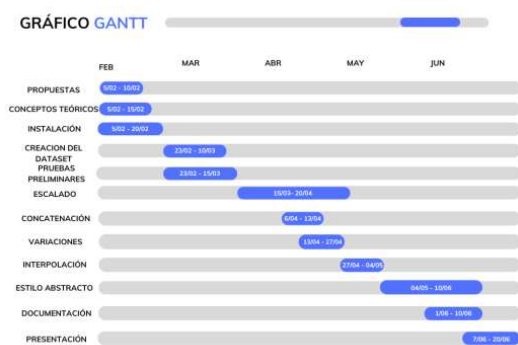 GRÁFICO GANTT
FEB MAR ABR MAY JUN
PROPUESTAS 5/02 - 10/02
CONCEPTOS TEÓRICOS 5/02 - 15/02
INSTALACIÓN 5/02 - 20/02
CREACION DEL
DATASET 23/02 - 10/03
PRUEBAS
PRELIMINARES 23/02 - 15/03
ESCALADO 15/03- 20/04
CONCATENACIÓN 6/04 - 13/04
VARIACIONES 13/04 - 27/04
INTERPOLACIÓN 27/04 - 04/05
ESTILO ABSTRACTO 04/05 - 10/06
DOCUMENTACIÓN 1/06 - 10/06
PRESENTACIÓN 7/06 - 20/06